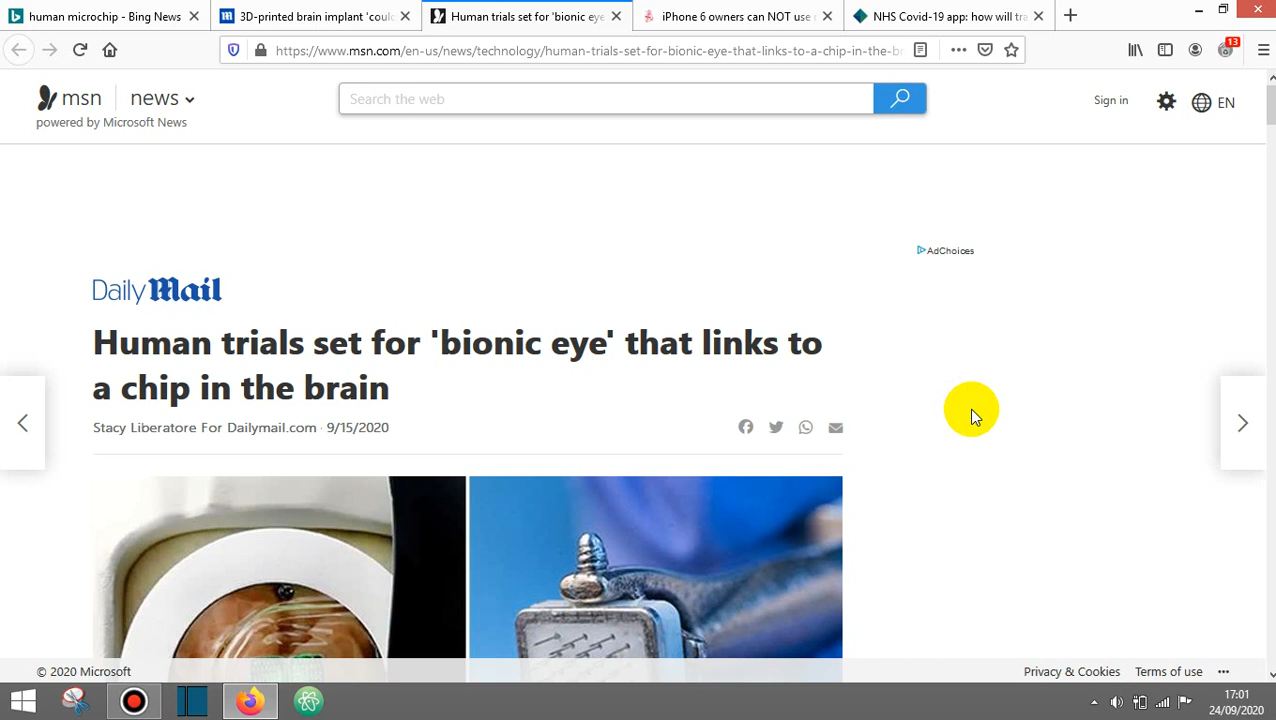 human microchip - Bing News
3D-printed brain implant 'coul
Human trials set for 'bionic eye
iPhone 6 owners can NOT use
NHS Covid-19 app: how will tra
https://www.msn.com/en-us/news/technology/human-trials-set-for-bionic-eye-that-links-to-a-chip-in-the-br
13
msn
news
powered by Microsoft News
Search the web
Sign in
EN
AdChoices
Daily Mail
Human trials set for 'bionic eye' that links to
a chip in the brain
Stacy Liberatore For Dailymail.com · 9/15/2020
© 2020 Microsoft
Privacy & Cookies
Terms of use
17:01
24/09/2020